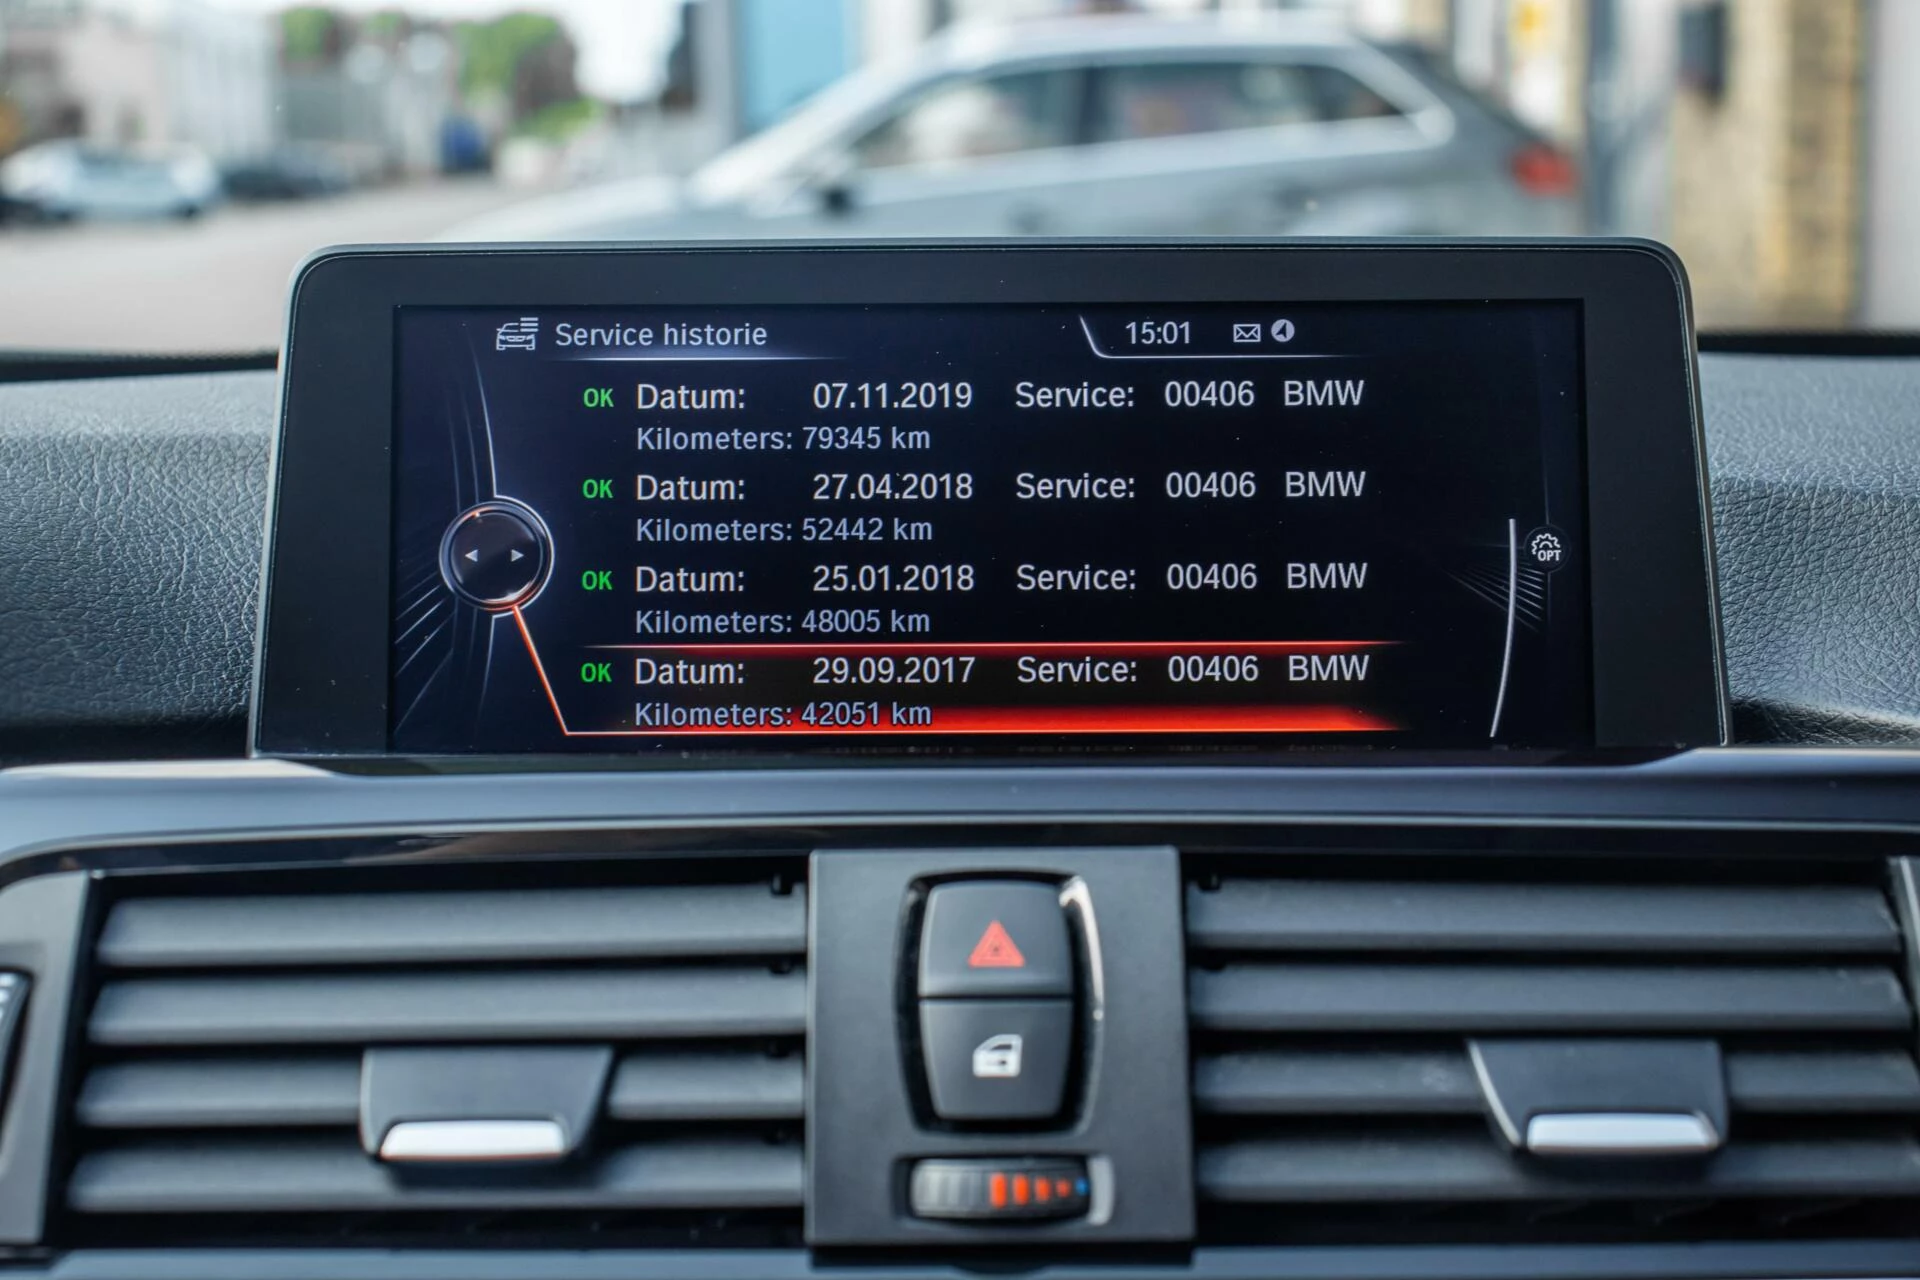 Service historie 15:01
OK Datum: 07.11.2019 Service: 00406 BMW
Kilometers: 79345 km
OK Datum: 27.04.2018 Service: 00406 BMW
Kilometers: 52442 km
OK Datum: 25.01.2018 Service: 00406 BMW
Kilometers: 48005 km
OPT
OK Datum: 29.09.2017 Service: 00406 BMW
Kilometers: 42051 km